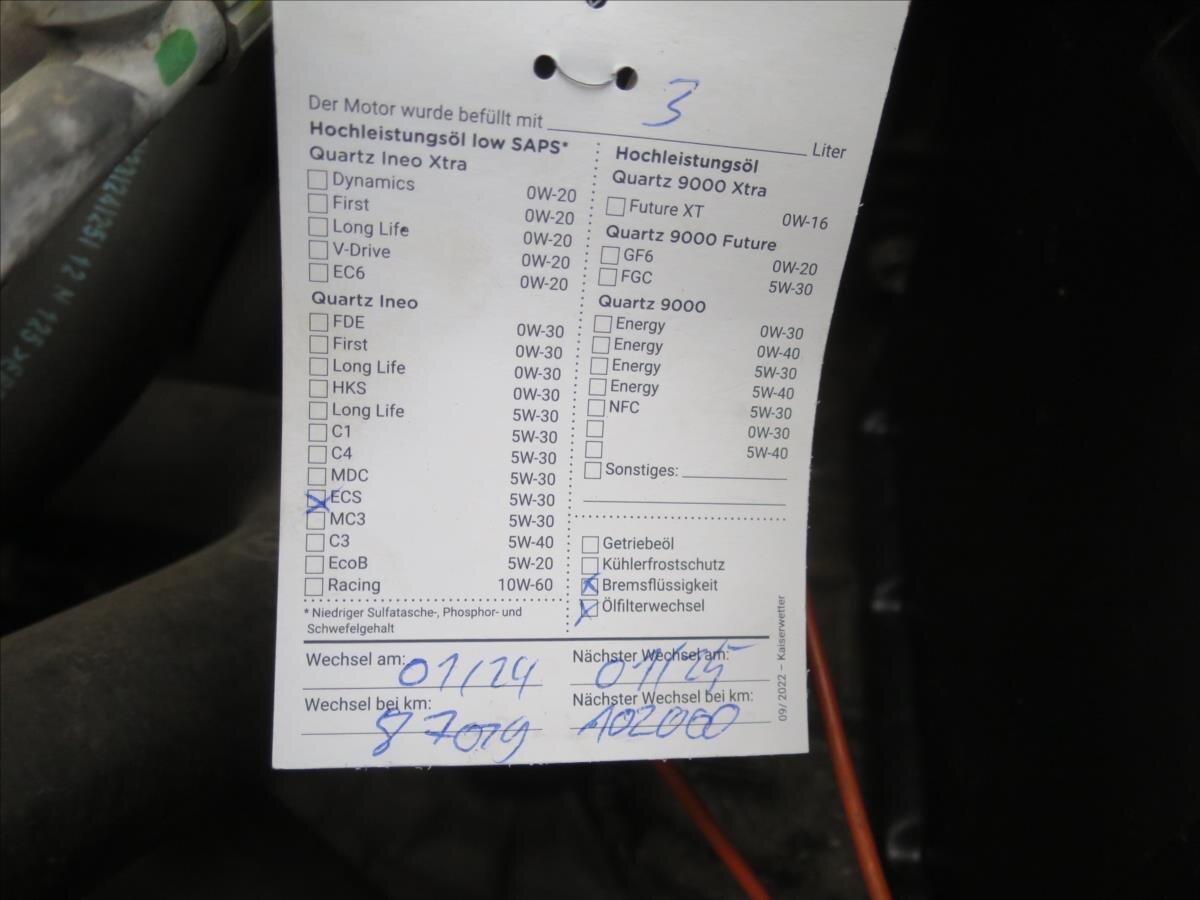 3
Der Motor wurde befüllt mit Liter
Hochleistungsöl low SAPS*
Quartz Ineo Xtra
Dynamics 0W-20
First 0W-20
Long Life 0W-20
V-Drive 0W-20
EC6 0W-20
Quartz Ineo
FDE 0W-30
First 0W-30
Long Life 0W-30
HKS 0W-30
Long Life 5W-30
C1 5W-30
C4 5W-30
MDC 5W-30
ECS 5W-30
MC3 5W-30
C3 5W-40
EcoB 5W-20
Racing 10W-60
* Niedriger Sulfatasche-, Phosphor- und
Schwefelgehalt
Hochleistungsöl
Quartz 9000 Xtra
Future XT 0W-16
Quartz 9000 Future
GF6 0W-20
FGC 5W-30
Quartz 9000
Energy 0W-30
Energy 0W-40
Energy 5W-30
Energy 5W-40
NFC 5W-30
0W-30
5W-40
Sonstiges:
Getriebeöl
Kühlerfrostschutz
Bremsflüssigkeit
Ölfilterwechsel
Wechsel am: 01/24
Nächster Wechsel am: 01/25
Wechsel bei km: 87019
Nächster Wechsel bei km: 102000
09/ 2022 – Kaiserwetter